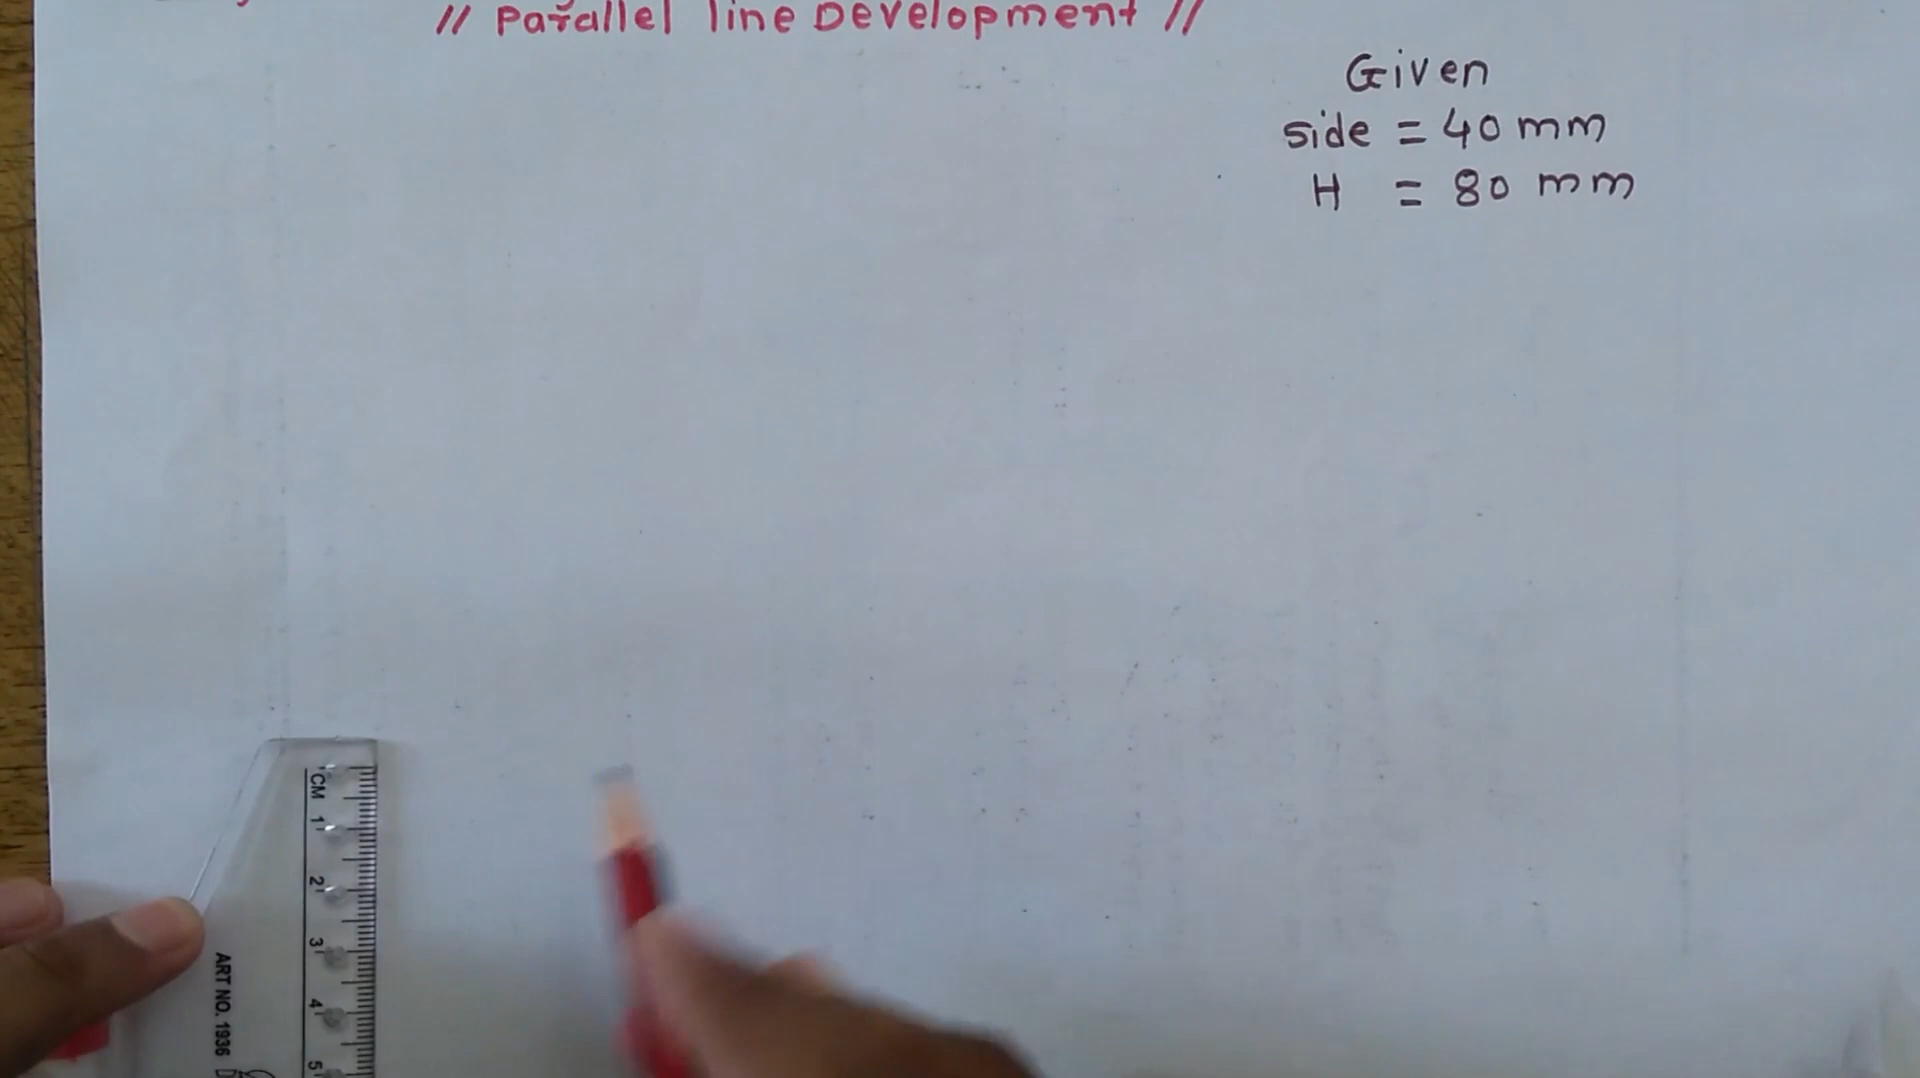 // Parallel line Development //
Given
side = 40 mm
H = 80 mm
CM 1 2 3 4 5
ART NO. 1936